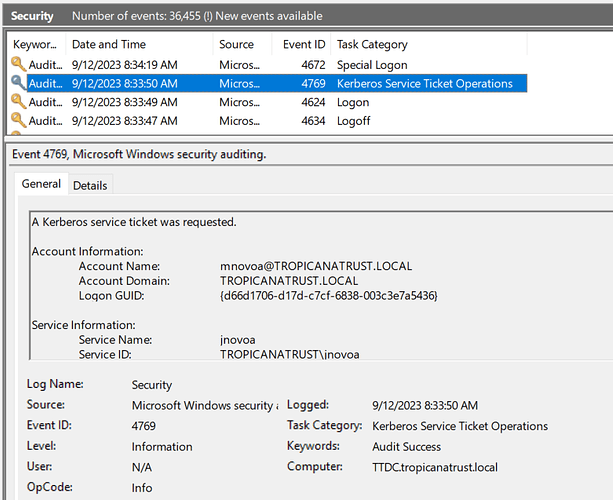 Security Number of events: 36,455 (!) New events available
Keywor... Date and Time Source Event ID Task Category
Audit... 9/12/2023 8:34:19 AM Micros... 4672 Special Logon
Audit... 9/12/2023 8:33:50 AM Micros... 4769 Kerberos Service Ticket Operations
Audit... 9/12/2023 8:33:49 AM Micros... 4624 Logon
Audit... 9/12/2023 8:33:47 AM Micros... 4634 Logoff
Event 4769, Microsoft Windows security auditing.
General Details
A Kerberos service ticket was requested.
Account Information:
Account Name: mnovoa@TROPICANATRUST.LOCAL
Account Domain: TROPICANATRUST.LOCAL
Logon GUID: {d66d1706-d17d-c7cf-6838-003c3e7a5436}
Service Information:
Service Name: jnovoa
Service ID: TROPICANATRUST\jnovoa
Log Name: Security
Source: Microsoft Windows security Logged: 9/12/2023 8:33:50 AM
Event ID: 4769 Task Category: Kerberos Service Ticket Operations
Level: Information Keywords: Audit Success
User: N/A Computer: TTDC.tropicanatrust.local
OpCode: Info